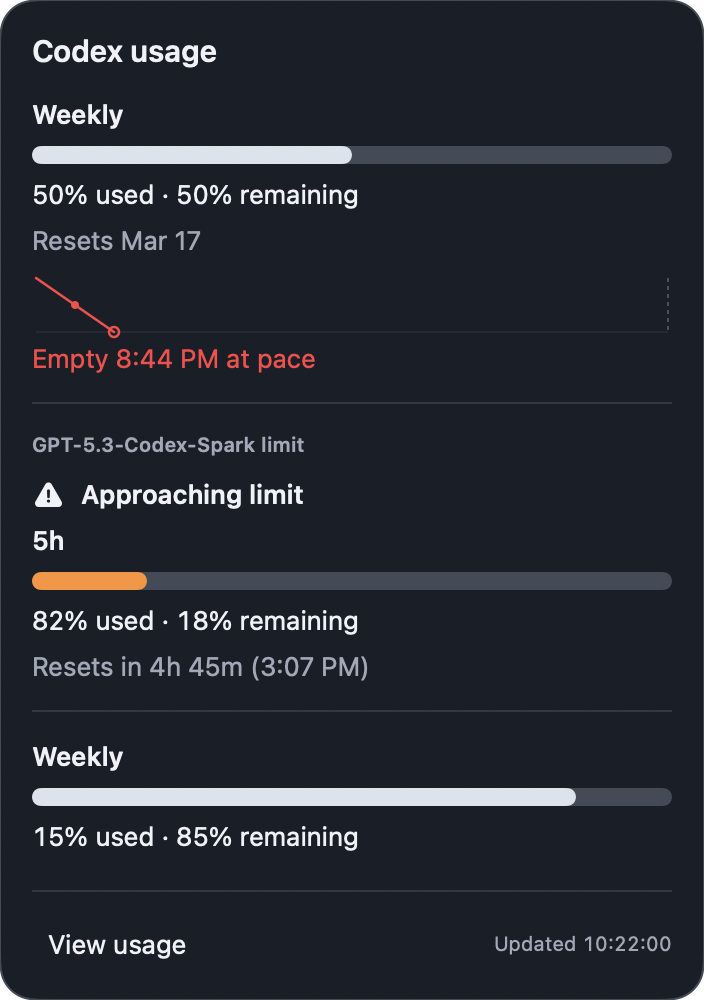 Codex usage
Weekly
50% used · 50% remaining
Resets Mar 17
Empty 8:44 PM at pace
GPT-5.3-Codex-Spark limit
Approaching limit
5h
82% used · 18% remaining
Resets in 4h 45m (3:07 PM)
Weekly
15% used · 85% remaining
View usage
Updated 10:22:00